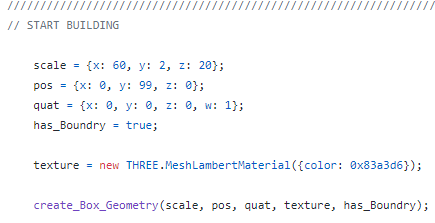 //////////////////////////////////////////////////////////////////
// START BUILDING
scale = {x: 60, y: 2, z: 20};
pos = {x: 0, y: 99, z: 0};
quat = {x: 0, y: 0, z: 0, w: 1};
has_Boundry = true;
texture = new THREE.MeshLambertMaterial({color: 0x83a3d6});
create_Box_Geometry(scale, pos, quat, texture, has_Boundry);